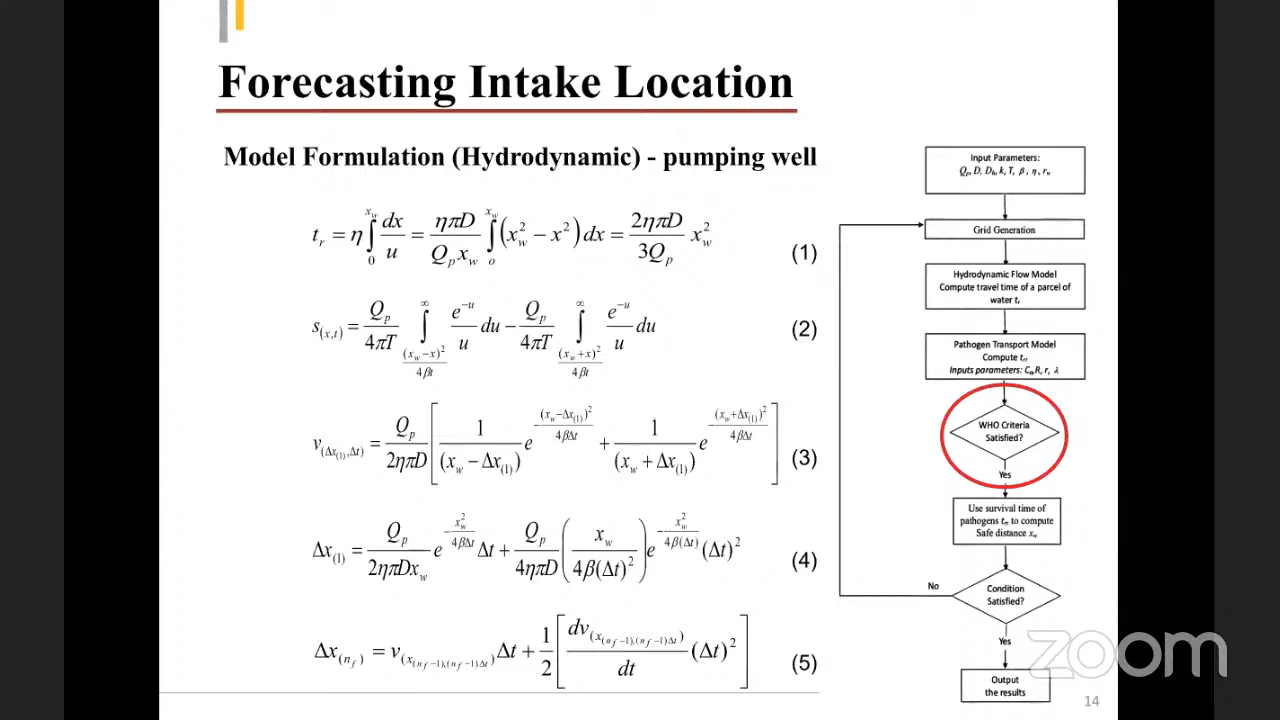 Forecasting Intake Location
Model Formulation (Hydrodynamic) - pumping well
t_r = η ∫_0^{x_w} dx/u = ηπD/(Q_p x_w) ∫_o^{x_w} (x_w^2 − x^2) dx = 2ηπD/(3Q_p) x_w^2 (1)
s_(x,t) = Q_p/(4πT) ∫_{(x_w−x)^2/(4βt)}^∞ e^{−u}/u du − Q_p/(4πT) ∫_{(x_w+x)^2/(4βt)}^∞ e^{−u}/u du (2)
v_(Δx_(1),Δt) = Q_p/(2ηπD) [1/(x_w − Δx_(1)) e^{−(x_w−Δx_(1))^2/(4βΔt)} + 1/(x_w + Δx_(1)) e^{−(x_w+Δx_(1))^2/(4βΔt)}] (3)
Δx_(1) = Q_p/(2ηπDx_w) e^{−x_w^2/(4βΔt)} Δt + Q_p/(4ηπD) (x_w/(4β(Δt)^2)) e^{−x_w^2/(4β(Δt))} (Δt)^2 (4)
Δx_(n_f) = v_(x_(n_f−1),(n_f−1)Δt) Δt + 1/2 [dv_(x_(n_f−1),(n_f−1)Δt)/dt (Δt)^2] (5)
Input Parameters:
Grid Generation
Hydrodynamic Flow Model
Compute travel time of a parcel of
water t_r
Pathogen Transport Model
Compute t_rr
Inputs parameters: R, r, λ
WHO Criteria
Satisfied?
Yes
Use survival time of
pathogens t_rr to compute
Safe distance x_w
No
Condition
Satisfied?
Yes
Output
the results
zoom
14